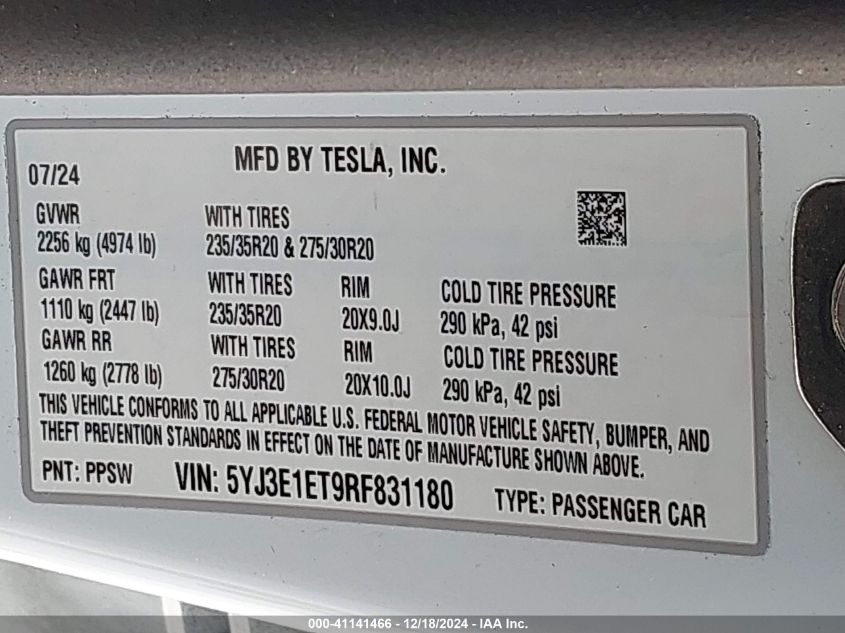 MFD BY TESLA, INC.
07/24
GVWR WITH TIRES
2256 kg (4974 lb) 235/35R20 & 275/30R20
GAWR FRT WITH TIRES RIM COLD TIRE PRESSURE
1110 kg (2447 lb) 235/35R20 20X9.0J 290 kPa, 42 psi
GAWR RR WITH TIRES RIM COLD TIRE PRESSURE
1260 kg (2778 lb) 275/30R20 20X10.0J 290 kPa, 42 psi
THIS VEHICLE CONFORMS TO ALL APPLICABLE U.S. FEDERAL MOTOR VEHICLE SAFETY, BUMPER, AND
THEFT PREVENTION STANDARDS IN EFFECT ON THE DATE OF MANUFACTURE SHOWN ABOVE.
PNT: PPSW VIN: 5YJ3E1ET9RF831180 TYPE: PASSENGER CAR
000-41141466 - 12/18/2024 - IAA Inc.